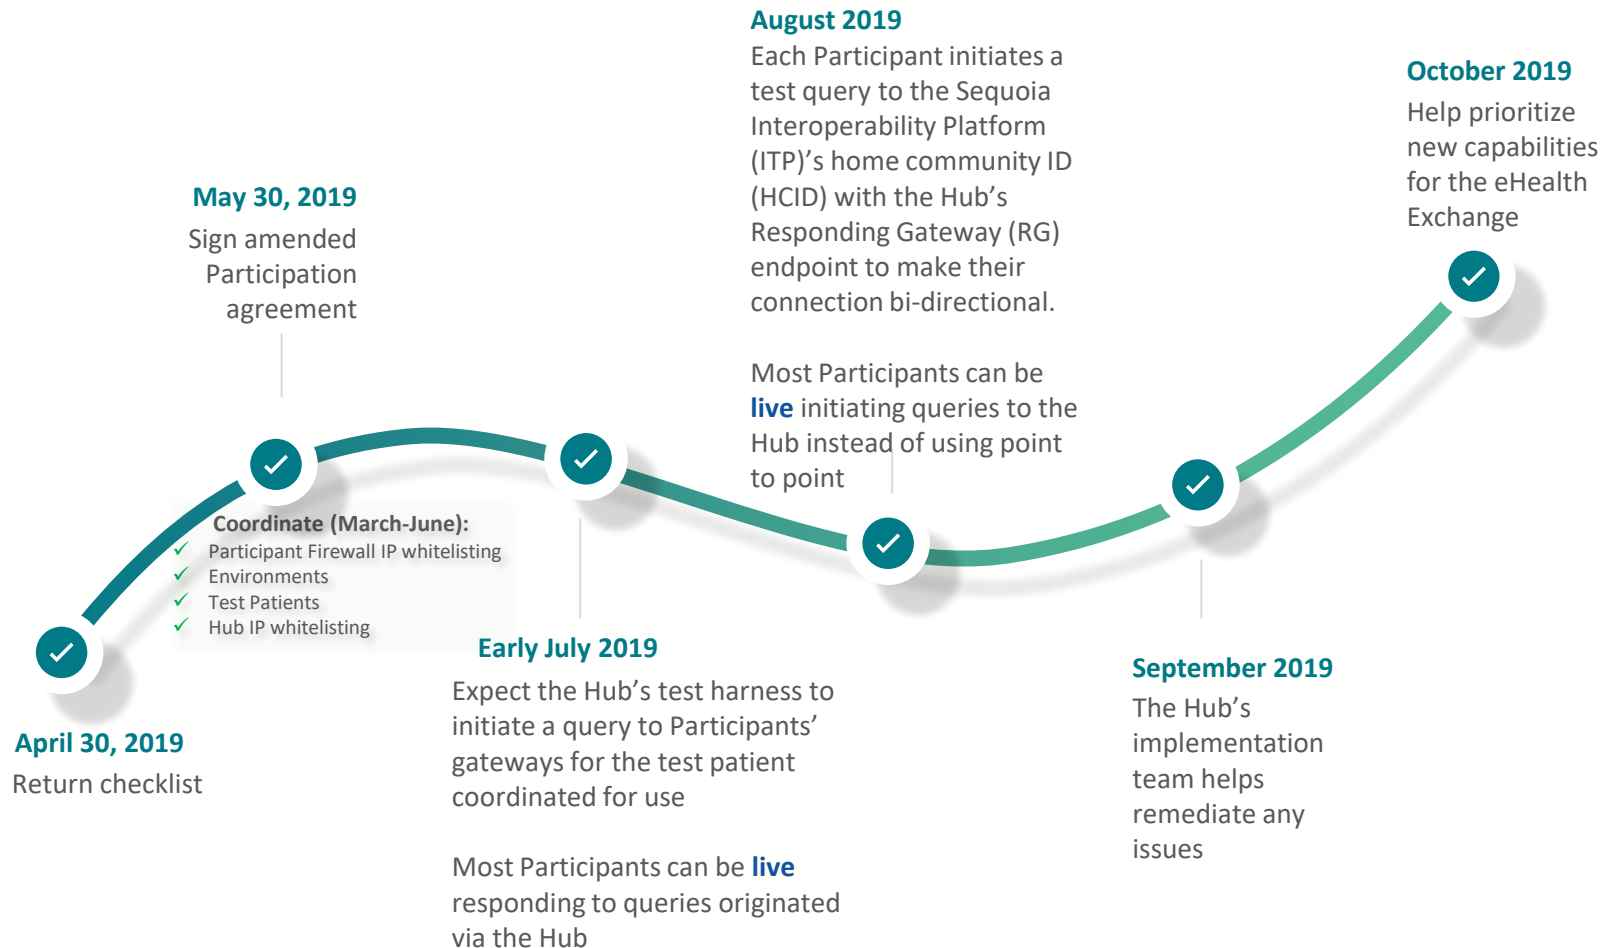 April 30, 2019
Return checklist
May 30, 2019
Sign amended
Participation
agreement
Coordinate (March-June):
Participant Firewall IP whitelisting
Environments
Test Patients
Hub IP whitelisting
Early July 2019
Expect the Hub’s test harness to
initiate a query to Participants’
gateways for the test patient
coordinated for use
Most Participants can be live
responding to queries originated
via the Hub
August 2019
Each Participant initiates a
test query to the Sequoia
Interoperability Platform
(ITP)’s home community ID
(HCID) with the Hub’s
Responding Gateway (RG)
endpoint to make their
connection bi-directional.
Most Participants can be
live initiating queries to the
Hub instead of using point
to point
September 2019
The Hub’s
implementation
team helps
remediate any
issues
October 2019
Help prioritize
new capabilities
for the eHealth
Exchange